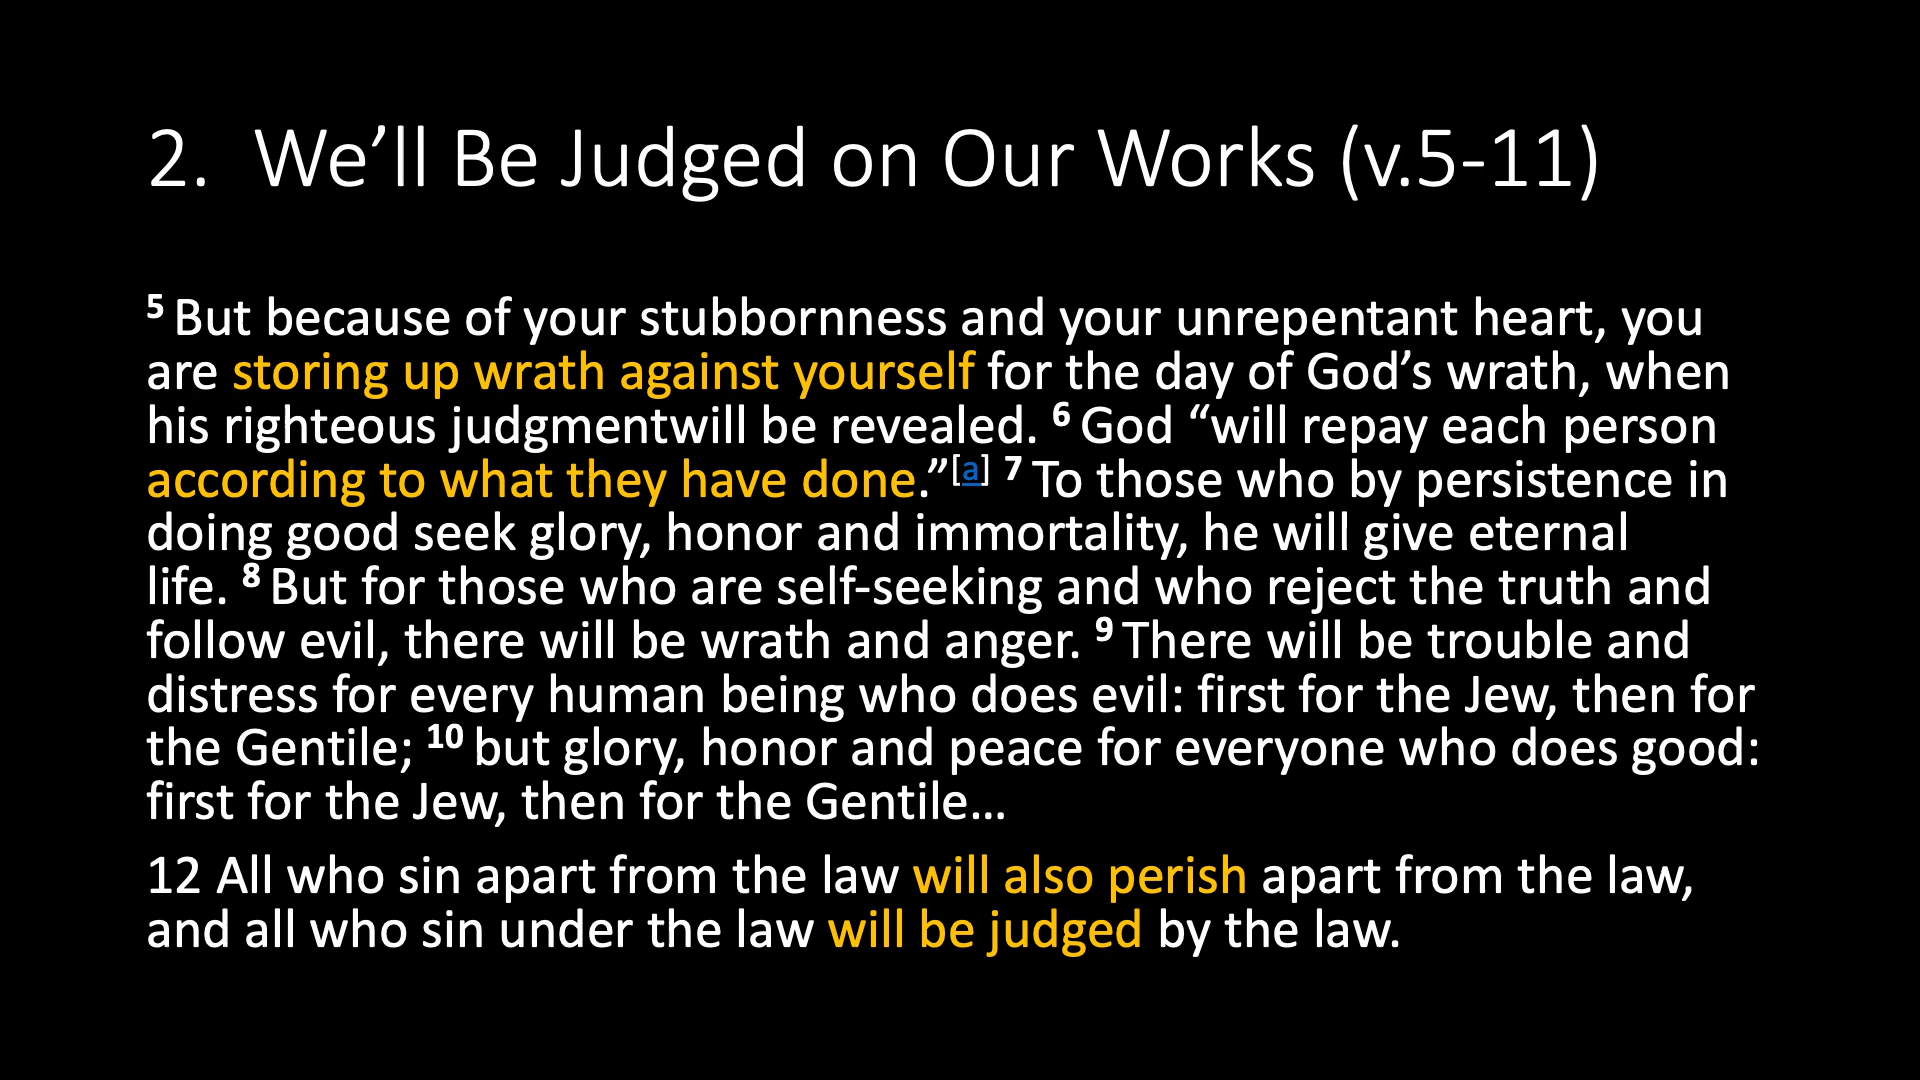 2.  We’ll Be Judged on Our Works (v.5-11)
5 But because of your stubbornness and your unrepentant heart, you
are storing up wrath against yourself for the day of God’s wrath, when
his righteous judgmentwill be revealed. 6 God “will repay each person
according to what they have done.”[a] 7 To those who by persistence in
doing good seek glory, honor and immortality, he will give eternal
life. 8 But for those who are self-seeking and who reject the truth and
follow evil, there will be wrath and anger. 9 There will be trouble and
distress for every human being who does evil: first for the Jew, then for
the Gentile; 10 but glory, honor and peace for everyone who does good:
first for the Jew, then for the Gentile…
12 All who sin apart from the law will also perish apart from the law,
and all who sin under the law will be judged by the law.